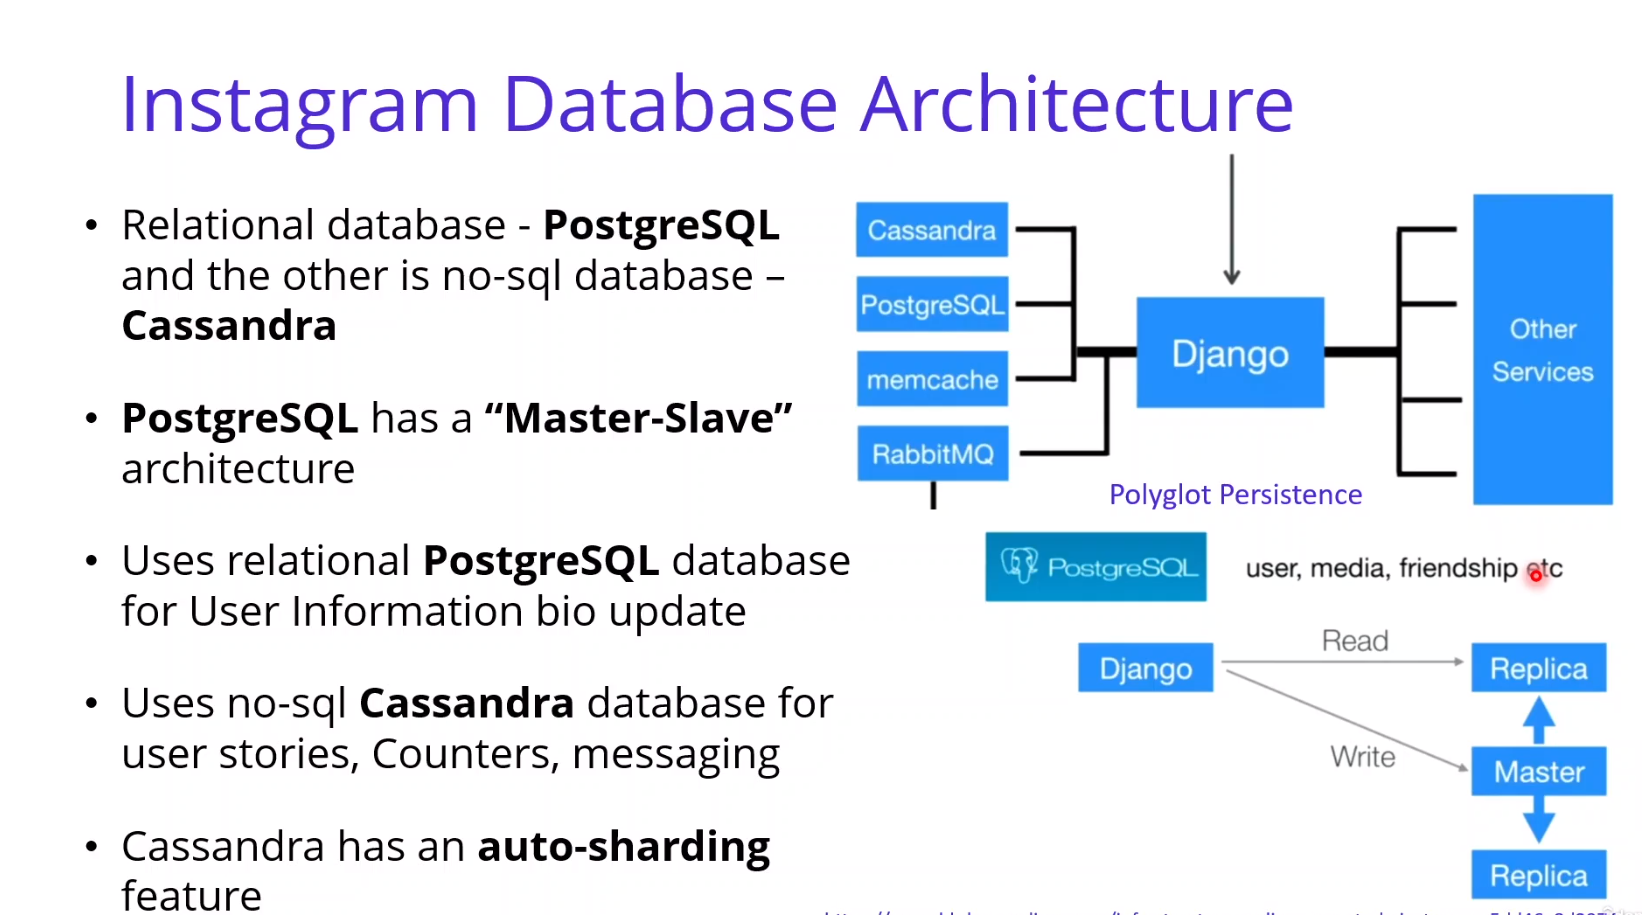 Instagram Database Architecture
• Relational database - PostgreSQL
and the other is no-sql database –
Cassandra
• PostgreSQL has a “Master-Slave”
architecture
• Uses relational PostgreSQL database
for User Information bio update
• Uses no-sql Cassandra database for
user stories, Counters, messaging
• Cassandra has an auto-sharding
feature
Cassandra
PostgreSQL
memcache
RabbitMQ
Django
Other
Services
Polyglot Persistence
PostgreSQL
user, media, friendship etc
Django
Read
Write
Replica
Master
Replica